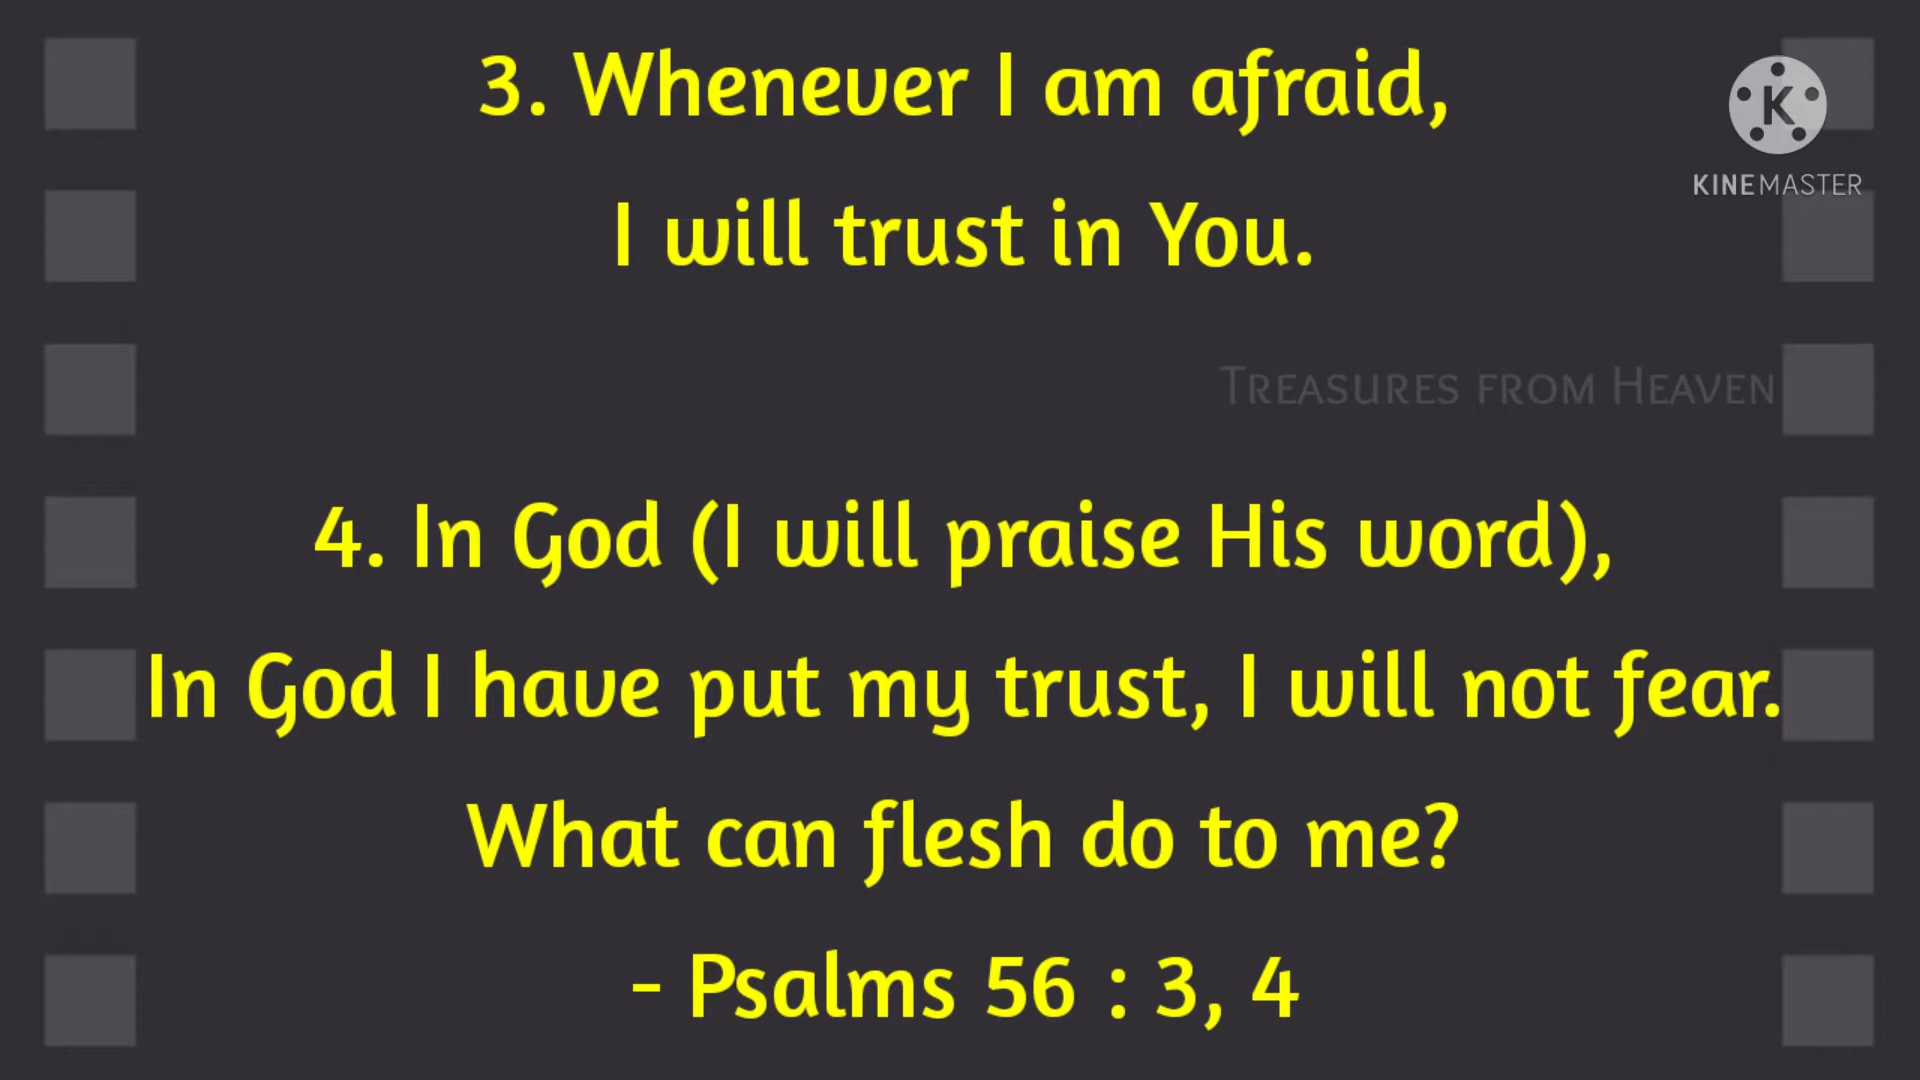 3. Whenever I am afraid,
K
KINEMASTER
I will trust in You.
Treasures from Heaven
4. In God (I will praise His word),
In God I have put my trust, I will not fear.
What can flesh do to me?
- Psalms 56 : 3, 4